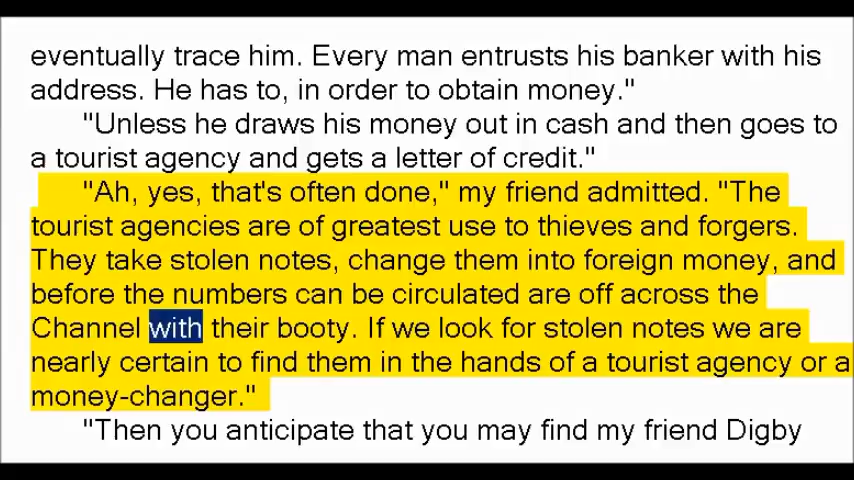 eventually trace him. Every man entrusts his banker with his
address. He has to, in order to obtain money."
"Unless he draws his money out in cash and then goes to
a tourist agency and gets a letter of credit."
"Ah, yes, that's often done," my friend admitted. "The
tourist agencies are of greatest use to thieves and forgers.
They take stolen notes, change them into foreign money, and
before the numbers can be circulated are off across the
Channel with their booty. If we look for stolen notes we are
nearly certain to find them in the hands of a tourist agency or a
money-changer."
"Then you anticipate that you may find my friend Digby